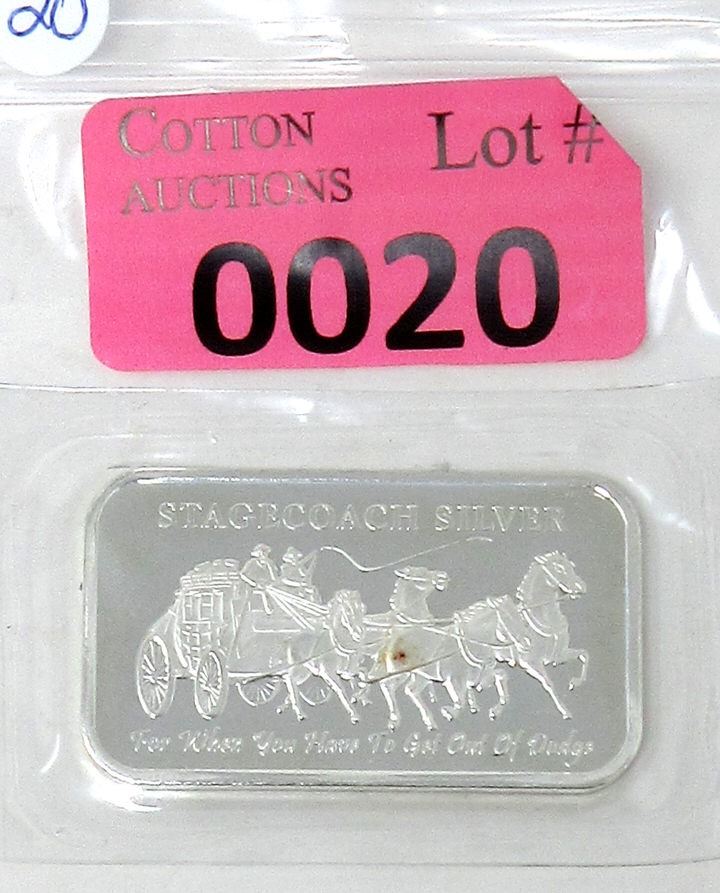 20
COTTON
AUCTIONS
Lot #
0020
STAGECOACH SILVER
For When You Have To Get Out Of Dodge